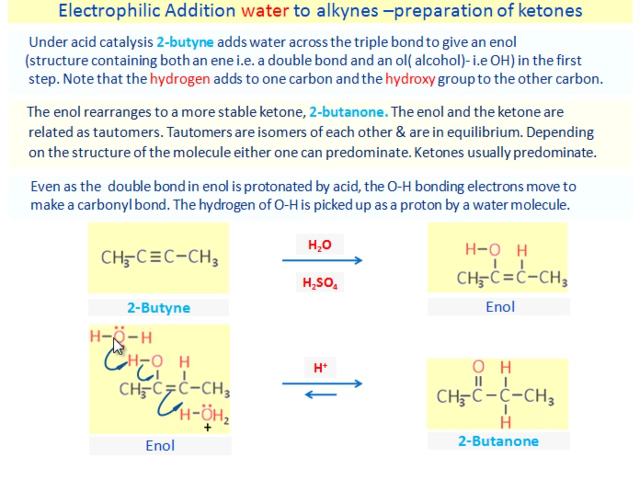 Electrophilic Addition water to alkynes –preparation of ketones
Under acid catalysis 2-butyne adds water across the triple bond to give an enol
(structure containing both an ene i.e. a double bond and an ol( alcohol)- i.e OH) in the first
step. Note that the hydrogen adds to one carbon and the hydroxy group to the other carbon.
The enol rearranges to a more stable ketone, 2-butanone. The enol and the ketone are
related as tautomers. Tautomers are isomers of each other & are in equilibrium. Depending
on the structure of the molecule either one can predominate. Ketones usually predominate.
Even as the double bond in enol is protonated by acid, the O-H bonding electrons move to
make a carbonyl bond. The hydrogen of O-H is picked up as a proton by a water molecule.
CH₃-C≡C-CH₃
H₂O
H₂SO₄
H-O H
CH₃-C=C-CH₃
2-Butyne
Enol
H-Ö-H
H-O H
CH₃-C=C-CH₃
H-ÖH₂
+
H⁺
O H
CH₃-C-C-CH₃
H
Enol
2-Butanone